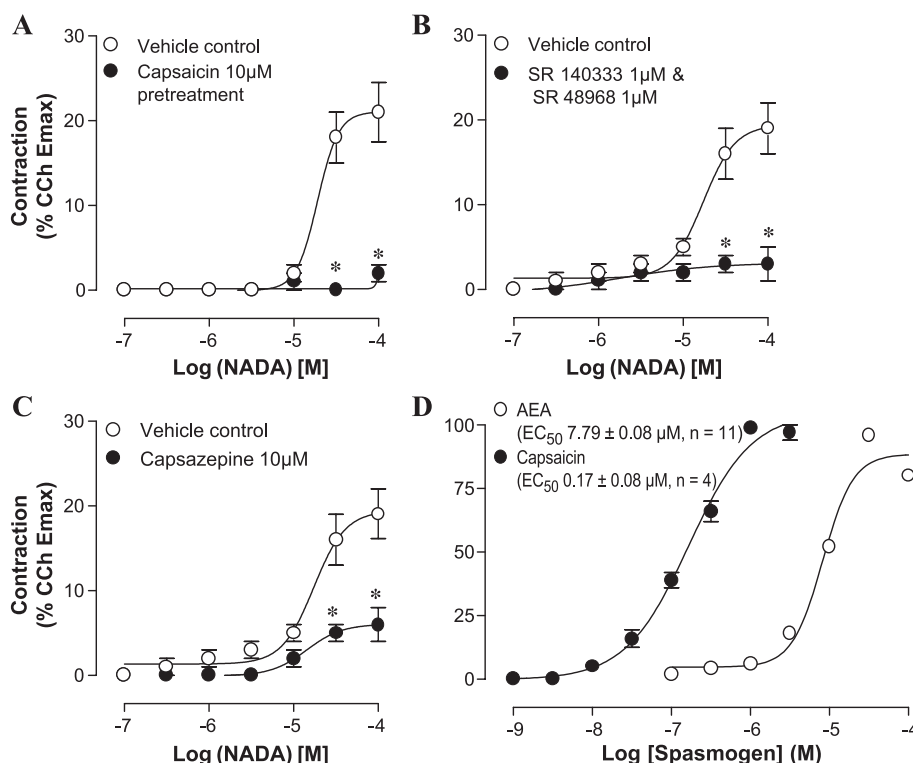 A
30
Vehicle control
Capsaicin 10µM
pretreatment
20
10
0
Contraction
(% CCh Emax)
*
*
-7
-6
-5
-4
Log (NADA) [M]
B
30
Vehicle control
SR 140333 1µM &
SR 48968 1µM
20
10
0
*
*
-7
-6
-5
-4
Log (NADA) [M]
C
30
Vehicle control
Capsazepine 10µM
20
10
0
Contraction
(% CCh Emax)
*
*
-7
-6
-5
-4
Log (NADA) [M]
D
AEA
(EC50 7.79 ± 0.08 µM, n = 11)
Capsaicin
(EC50 0.17 ± 0.08 µM, n = 4)
100
75
50
25
0
-9
-8
-7
-6
-5
-4
Log [Spasmogen] (M)